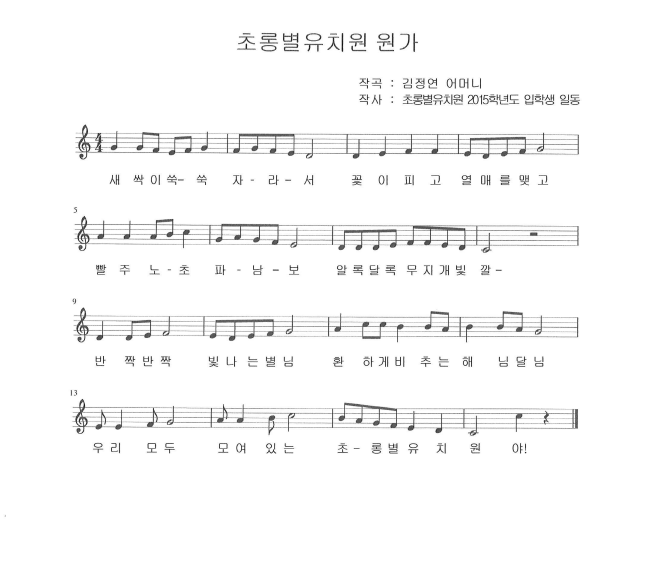 초롱별유치원 원가
작곡 : 김정연 어머니
작사 : 초롱별유치원 2015학년도 입학생 일동
새 싹 이 쑥- 쑥 자 - 라 - 서 꽃 이 피 고 열 매 를 맺 고
5
빨 주 노 - 초 파 - 남 - 보 알 록 달 록 무 지 개 빛 깔 -
9
반 짝 반 짝 빛 나 는 별 님 환 하 게 비 추 는 해 님 달 님
13
우 리 모 두 모 여 있 는 초 - 롱 별 유 치 원 야!